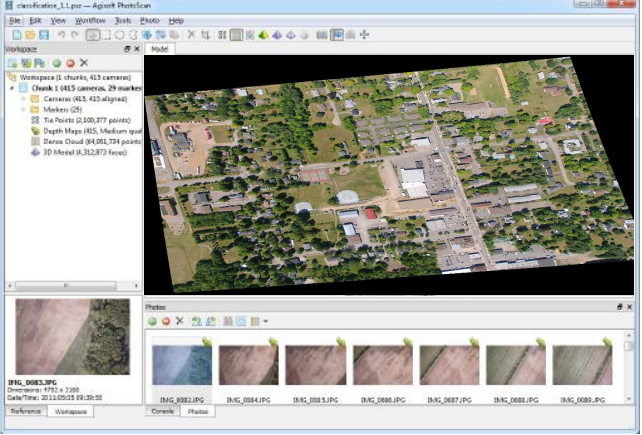 classification_1.1.psz — Agisoft PhotoScan
File Edit View Workflow Tools Photo Help
Workspace
Model
Workspace (1 chunks, 415 cameras)
Chunk 1 (415 cameras, 29 marker
Cameras (415, 415 aligned)
Markers (29)
Tie Points (2,100,377 points)
Depth Maps (415, Medium qual
Dense Cloud (64,051,734 points
3D Model (4,312,873 faces)
Photos
IMG_0083.JPG
Dimensions: 4752 x 3168
Date/Time: 2011:05:05 09:39:55
IMG_0083.JPG IMG_0084.JPG IMG_0085.JPG IMG_0086.JPG IMG_0087.JPG IMG_0088.JPG IMG_0089.JPG
Reference Workspace
Console Photos